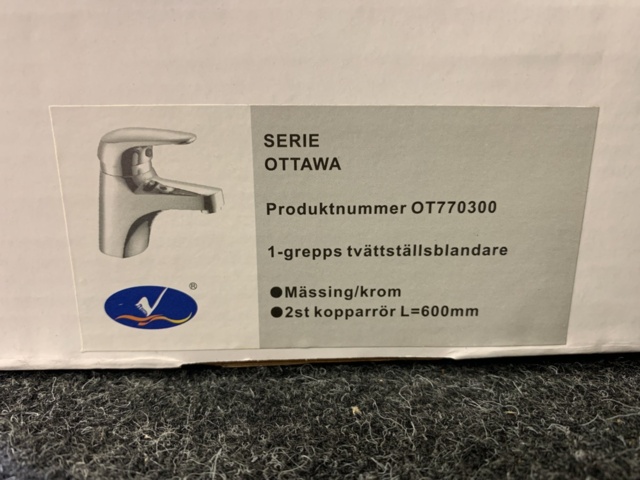 SERIE
OTTAWA
Produktnummer OT770300
1-grepps tvättställsblandare
●Mässing/krom
●2st kopparrör L=600mm
®